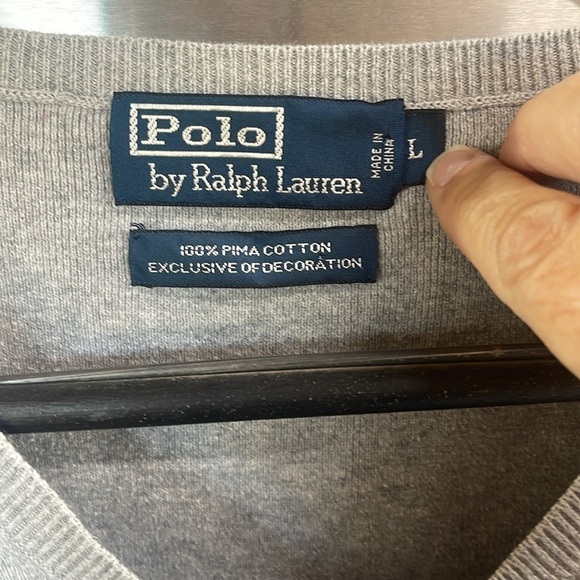 Polo
by Ralph Lauren
MADE IN
CHINA
L
100% PIMA COTTON
EXCLUSIVE OF DECORATION